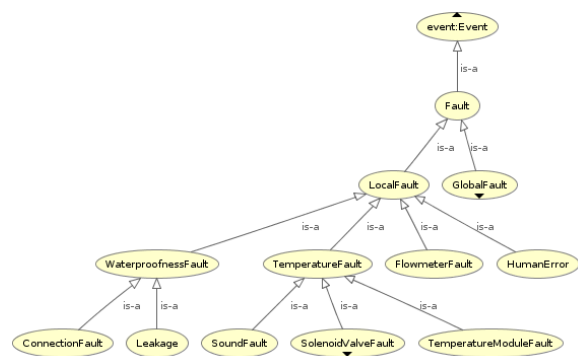 event:Event
is-a
Fault
is-a
is-a
LocalFault
GlobalFault
is-a
is-a
is-a
is-a
WaterproofnessFault
TemperatureFault
FlowmeterFault
HumanError
is-a
is-a
is-a
is-a
is-a
ConnectionFault
Leakage
SoundFault
SolenoidValveFault
TemperatureModuleFault